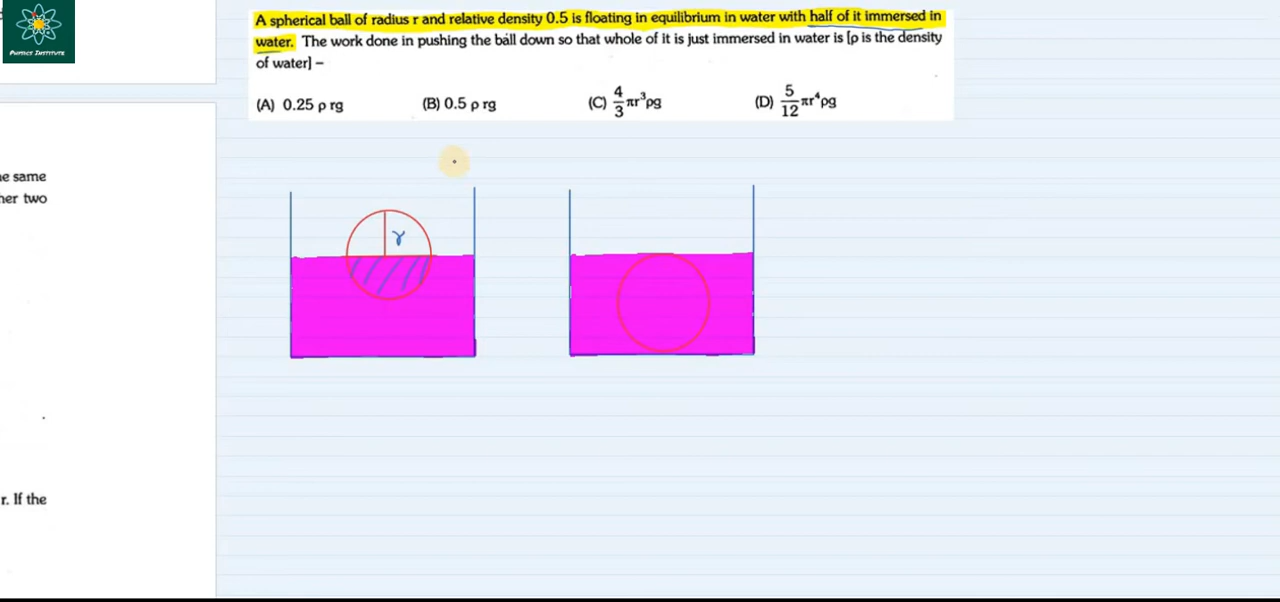 PHYSICS INSTITUTE
A spherical ball of radius r and relative density 0.5 is floating in equilibrium in water with half of it immersed in
water. The work done in pushing the ball down so that whole of it is just immersed in water is [ρ is the density
of water] –
(A) 0.25 ρ rg (B) 0.5 ρ rg (C) 4/3 πr³ρg (D) 5/12 πr⁴ρg
e same
her two
r
r. If the